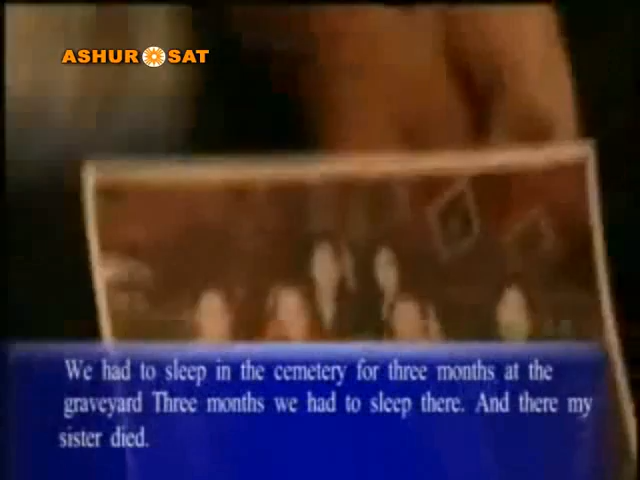 ASHUR SAT
We had to sleep in the cemetery for three months at the
graveyard Three months we had to sleep there. And there my
sister died.